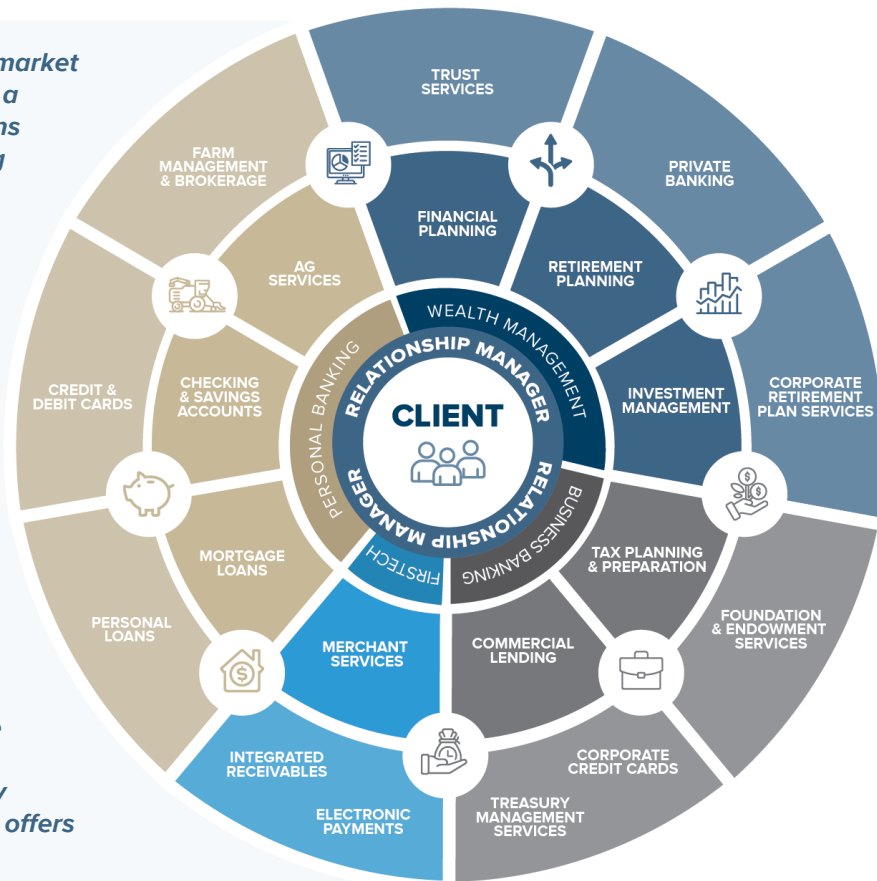 market
a
ns
g
y
offers
TRUST
SERVICES
PRIVATE
BANKING
CORPORATE
RETIREMENT
PLAN SERVICES
FOUNDATION
& ENDOWMENT
SERVICES
CORPORATE
CREDIT CARDS
TREASURY
MANAGEMENT
SERVICES
ELECTRONIC
PAYMENTS
INTEGRATED
RECEIVABLES
PERSONAL
LOANS
CREDIT &
DEBIT CARDS
FARM
MANAGEMENT
& BROKERAGE
FINANCIAL
PLANNING
RETIREMENT
PLANNING
INVESTMENT
MANAGEMENT
TAX PLANNING
& PREPARATION
COMMERCIAL
LENDING
MERCHANT
SERVICES
MORTGAGE
LOANS
CHECKING
& SAVINGS
ACCOUNTS
AG
SERVICES
WEALTH MANAGEMENT
BUSINESS BANKING
FIRSTECH
PERSONAL BANKING
RELATIONSHIP MANAGER
RELATIONSHIP MANAGER
CLIENT
$
$
$
$